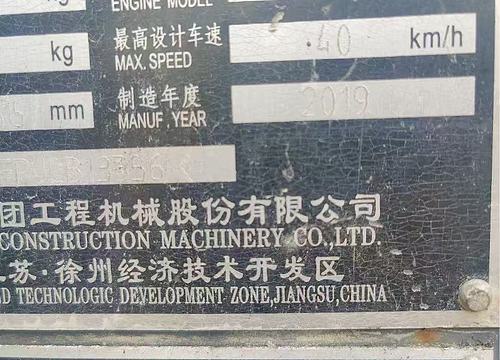 ENGINE MODEL
kg
最高设计车速 40 km/h
MAX. SPEED
mm 制造年度 2019
MANUF. YEAR
团工程机械股份有限公司
CONSTRUCTION MACHINERY CO.,LTD.
苏·徐州经济技术开发区
TECHNOLOGIC DEVELOPMENT ZONE,JIANGSU,CHINA